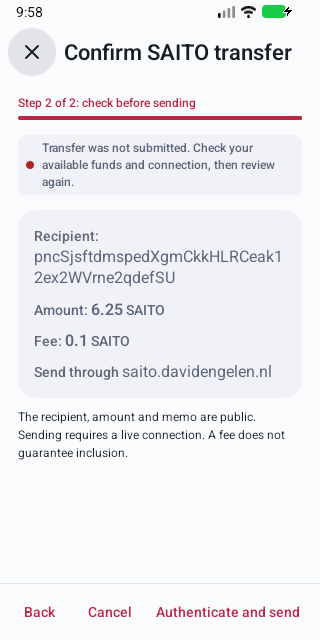 9:58
Confirm SAITO transfer
Step 2 of 2: check before sending
Transfer was not submitted. Check your
available funds and connection, then review
again.
Recipient:
pncSjsftdmspedXgmCkkHLRCeak1
2ex2WVrne2qdefSU
Amount: 6.25 SAITO
Fee: 0.1 SAITO
Send through saito.davidengelen.nl
The recipient, amount and memo are public.
Sending requires a live connection. A fee does not
guarantee inclusion.
Back Cancel Authenticate and send